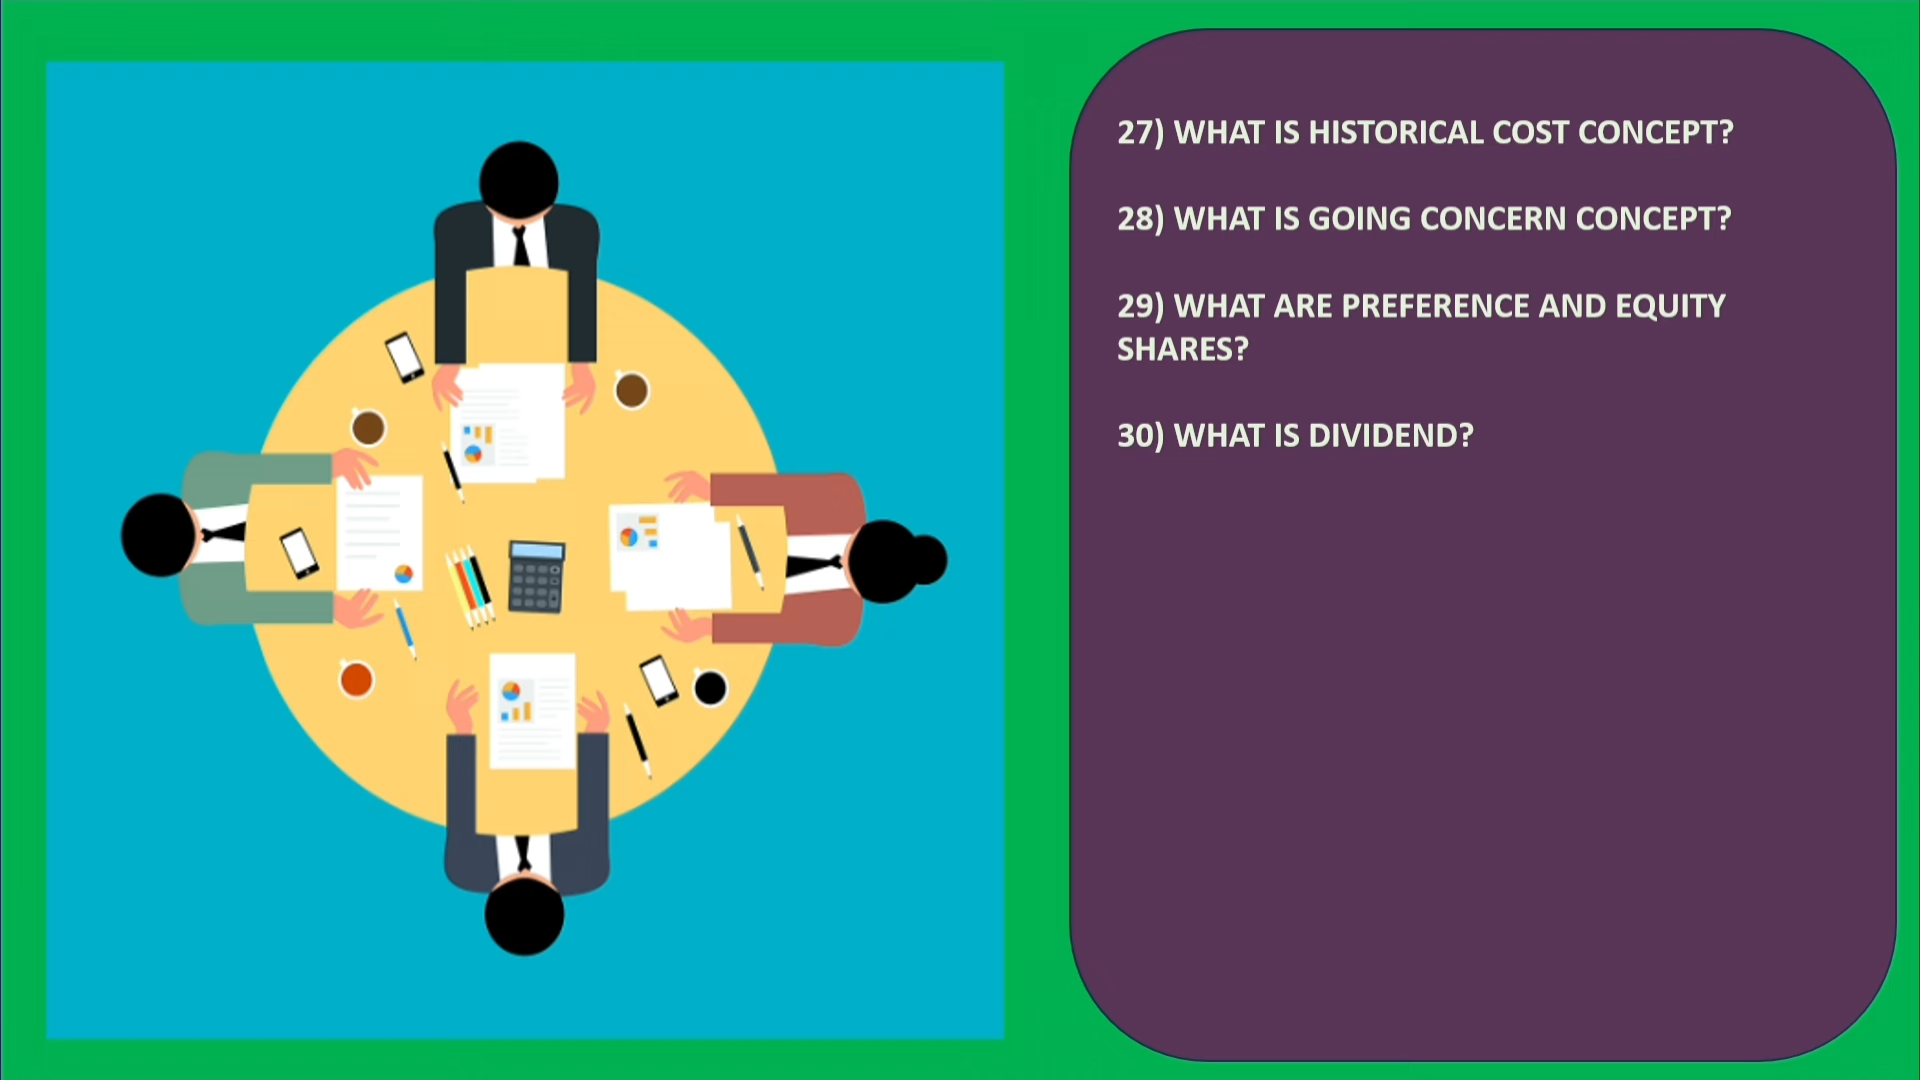 27) WHAT IS HISTORICAL COST CONCEPT?
28) WHAT IS GOING CONCERN CONCEPT?
29) WHAT ARE PREFERENCE AND EQUITY
SHARES?
30) WHAT IS DIVIDEND?